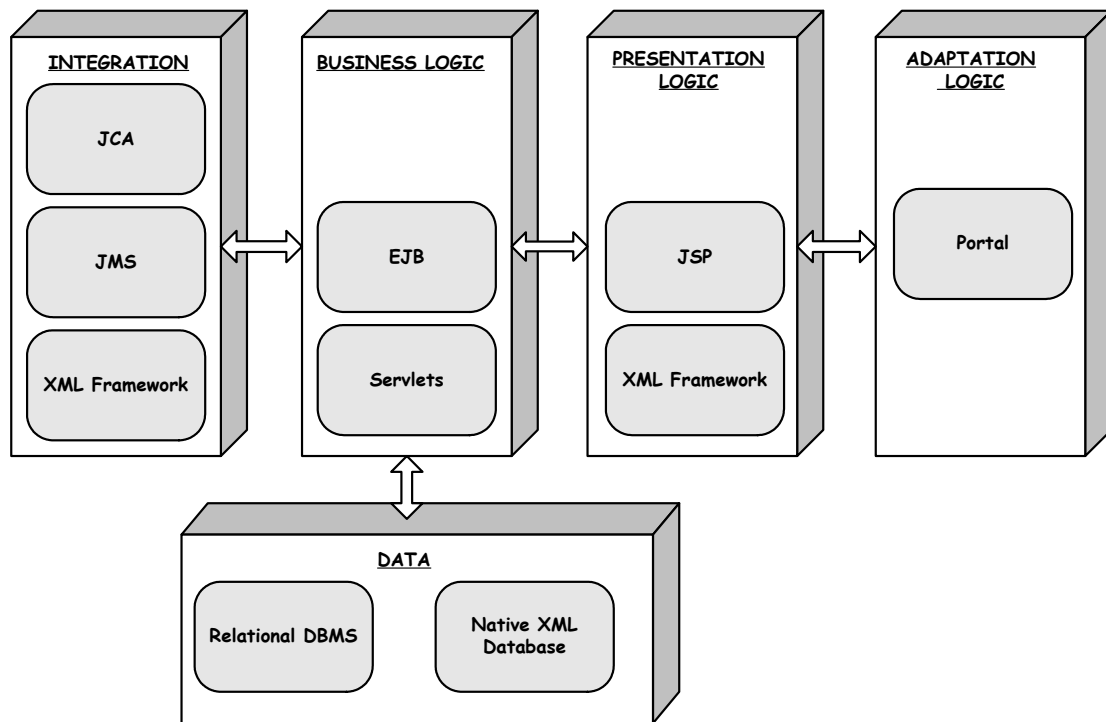 INTEGRATION
JCA
JMS
XML Framework
BUSINESS LOGIC
EJB
Servlets
PRESENTATION
LOGIC
JSP
XML Framework
ADAPTATION
LOGIC
Portal
DATA
Relational DBMS
Native XML
Database